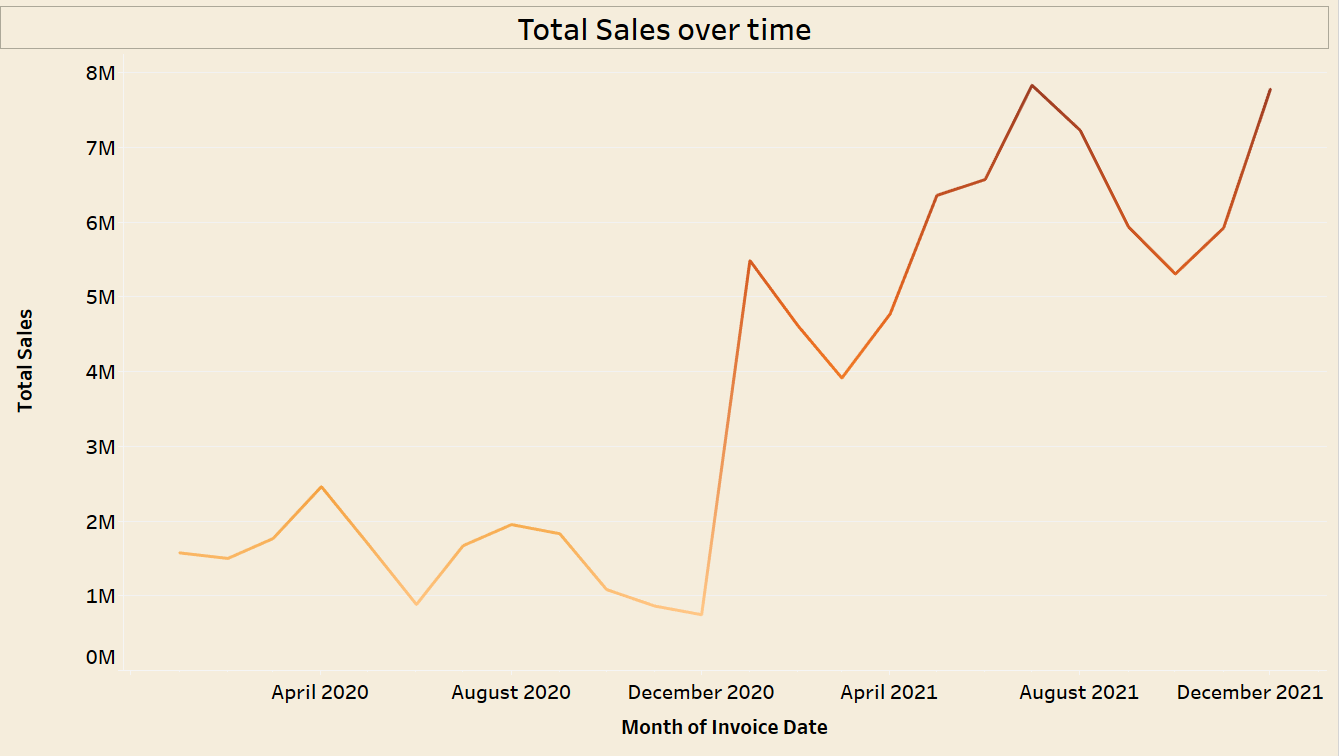 Total Sales over time
8M
7M
6M
5M
4M
3M
2M
1M
0M
Total Sales
April 2020 August 2020 December 2020 April 2021 August 2021 December 2021
Month of Invoice Date